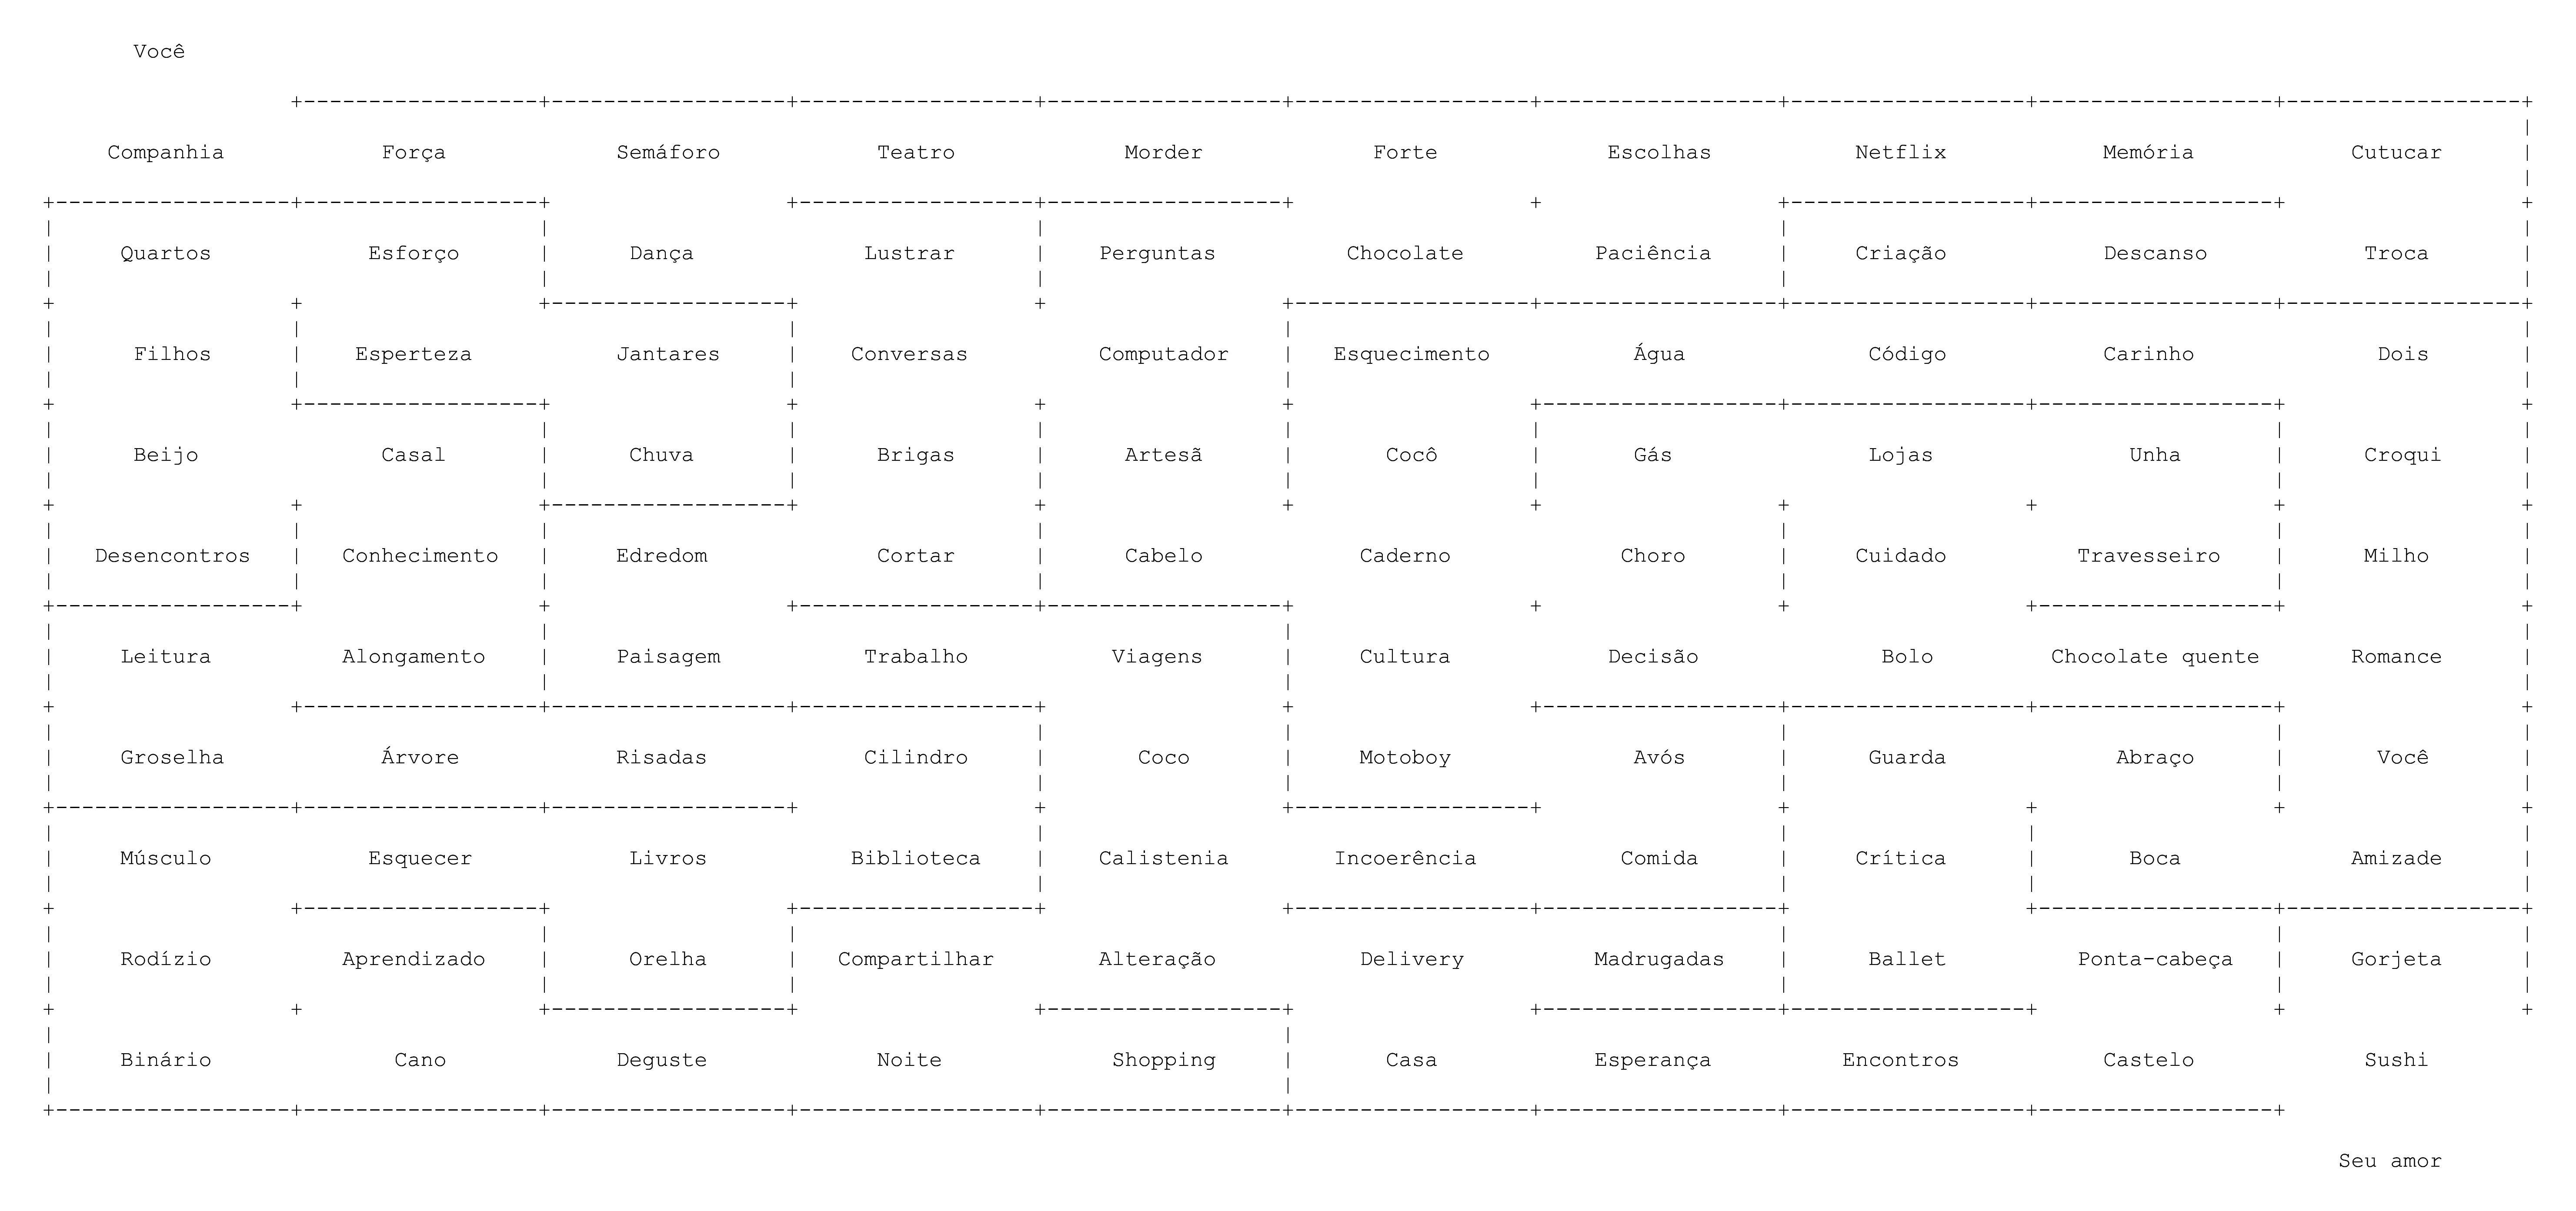 Você
Companhia Força Semáforo Teatro Morder Forte Escolhas Netflix Memória Cutucar
Quartos Esforço Dança Lustrar Perguntas Chocolate Paciência Criação Descanso Troca
Filhos Esperteza Jantares Conversas Computador Esquecimento Água Código Carinho Dois
Beijo Casal Chuva Brigas Artesã Cocô Gás Lojas Unha Croqui
Desencontros Conhecimento Edredom Cortar Cabelo Caderno Choro Cuidado Travesseiro Milho
Leitura Alongamento Paisagem Trabalho Viagens Cultura Decisão Bolo Chocolate quente Romance
Groselha Árvore Risadas Cilindro Coco Motoboy Avós Guarda Abraço Você
Músculo Esquecer Livros Biblioteca Calistenia Incoerência Comida Crítica Boca Amizade
Rodízio Aprendizado Orelha Compartilhar Alteração Delivery Madrugadas Ballet Ponta-cabeça Gorjeta
Binário Cano Deguste Noite Shopping Casa Esperança Encontros Castelo Sushi
Seu amor